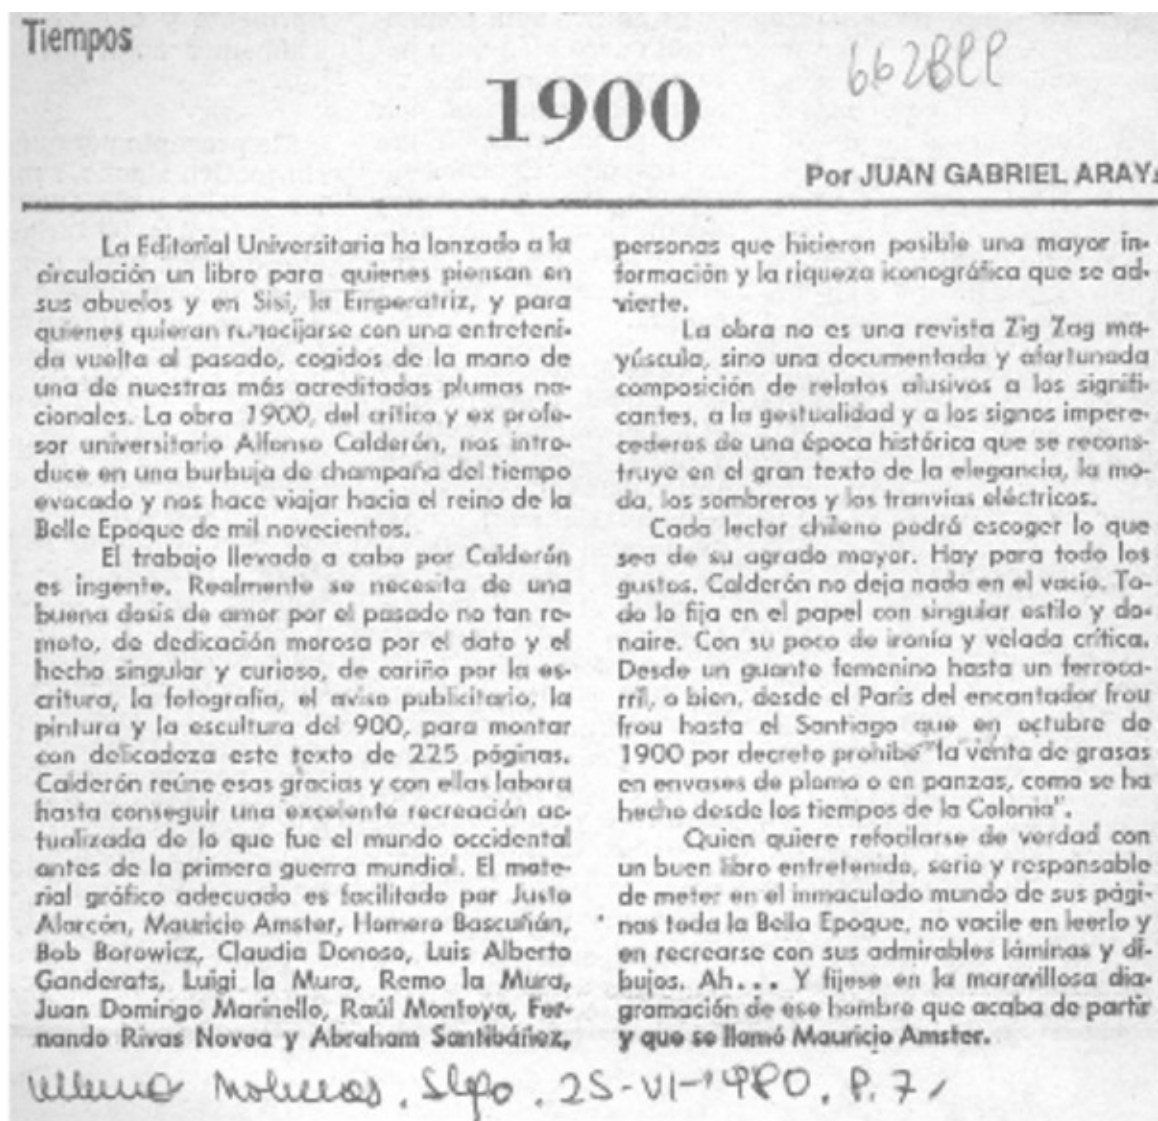 Tiempos
662BCC
1900
Por JUAN GABRIEL ARAYA
La Editorial Universitaria ha lanzado a la
circulación un libro para quienes piensan en
sus abuelos y en Sisi, la Emperatriz, y para
quienes quieran regocijarse con una entreteni-
da vuelta al pasado, cogidos de la mano de
una de nuestras más acreditadas plumas na-
cionales. La obra 1900, del crítico y ex profe-
sor universitario Alfonso Calderón, nos intro-
duce en una burbuja de champaña del tiempo
evocado y nos hace viajar hacia el reino de la
Belle Epoque de mil novecientos.
El trabajo llevado a cabo por Calderón
es ingente. Realmente se necesita de una
buena dosis de amor por el pasado no tan re-
moto, de dedicación morosa por el dato y el
hecho singular y curioso, de cariño por la es-
critura, la fotografía, el aviso publicitario, la
pintura y la escultura del 900, para montar
con delicadeza este texto de 225 páginas.
Calderón reúne esas gracias y con ellas labora
hasta conseguir una excelente recreación ac-
tualizada de lo que fue el mundo occidental
antes de la primera guerra mundial. El mate-
rial gráfico adecuado es facilitado por Justo
Alarcón, Mauricio Amster, Homero Bascuñán,
Bob Borowicz, Claudia Donoso, Luis Alberto
Ganderats, Luigi la Mura, Remo la Mura,
Juan Domingo Marinello, Raúl Montoya, Fer-
nando Rivas Novoa y Abraham Santibáñez,
personas que hicieron posible una mayor in-
formación y la riqueza iconográfica que se ad-
vierte.
La obra no es una revista Zig Zag ma-
yúscula, sino una documentada y afortunada
composición de relatos alusivos a los signifi-
cantes, a la gestualidad y a los signos impere-
cederos de una época histórica que se recons-
truye en el gran texto de la elegancia, la mo-
da, los sombreros y los tranvías eléctricos.
Cada lector chileno podrá escoger lo que
sea de su agrado mayor. Hay para todo los
gustos. Calderón no deja nada en el vacío. To-
do lo fija en el papel con singular estilo y do-
naire. Con su poco de ironía y velada crítica.
Desde un guante femenino hasta un ferroca-
rril, o bien, desde el París del encantador frou
frou hasta el Santiago que en octubre de
1900 por decreto prohíbe "la venta de grasas
en envases de plomo o en panzas, como se ha
hecho desde los tiempos de la Colonia".
Quien quiere refocilarse de verdad con
un buen libro entretenido, serio y responsable
de meter en el inmaculado mundo de sus pági-
nas toda la Bella Epoque, no vacile en leerlo y
en recrearse con sus admirables láminas y di-
bujos. Ah... Y fíjese en la maravillosa dia-
gramación de ese hombre que acaba de partir
y que se llamó Mauricio Amster.
Ultimas Noticias. Stgo. 25-VI-1980. P. 7